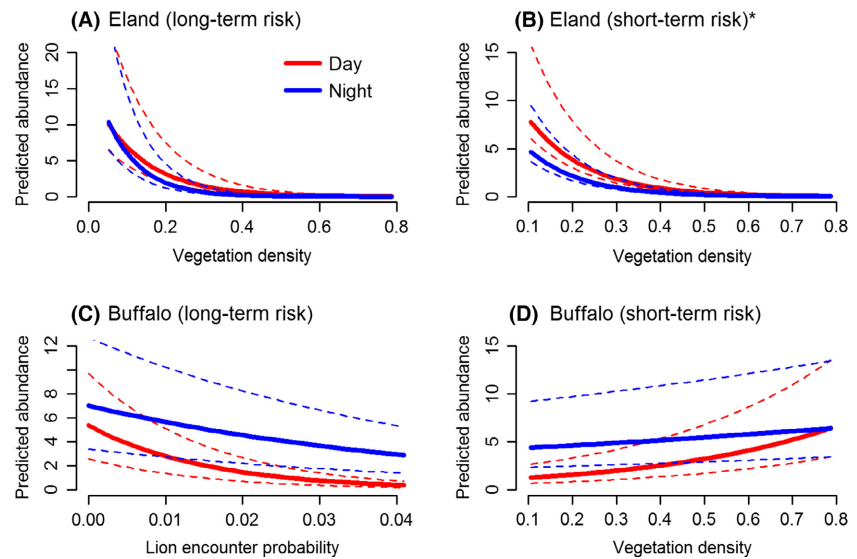 (A) Eland (long-term risk)
(B) Eland (short-term risk)*
Predicted abundance
20
15
10
5
0
Day
Night
0.0 0.2 0.4 0.6 0.8
Vegetation density
Predicted abundance
15
10
5
0
0.1 0.2 0.3 0.4 0.5 0.6 0.7 0.8
Vegetation density
(C) Buffalo (long-term risk)
(D) Buffalo (short-term risk)
Predicted abundance
12
8
6
4
2
0
0.00 0.01 0.02 0.03 0.04
Lion encounter probability
Predicted abundance
15
10
5
0
0.1 0.2 0.3 0.4 0.5 0.6 0.7 0.8
Vegetation density